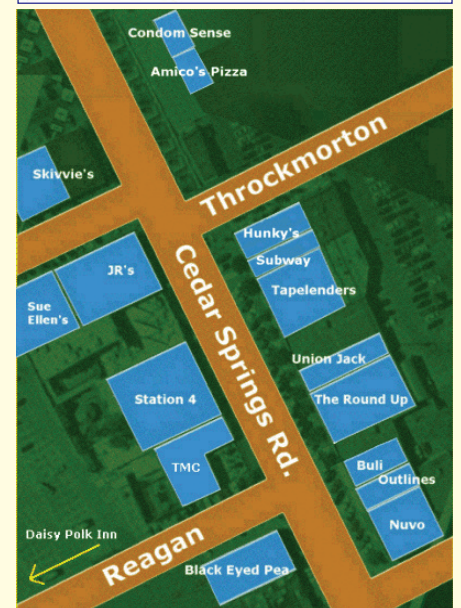 Condom Sense
Amico's Pizza
Throckmorton
Skivvie's
Hunky's
Subway
Tapelenders
JR's
Sue
Ellen's
Cedar Springs Rd.
Union Jack
The Round Up
Station 4
TMC
Buli
Outlines
Nuvo
Daisy Polk Inn
Reagan
Black Eyed Pea